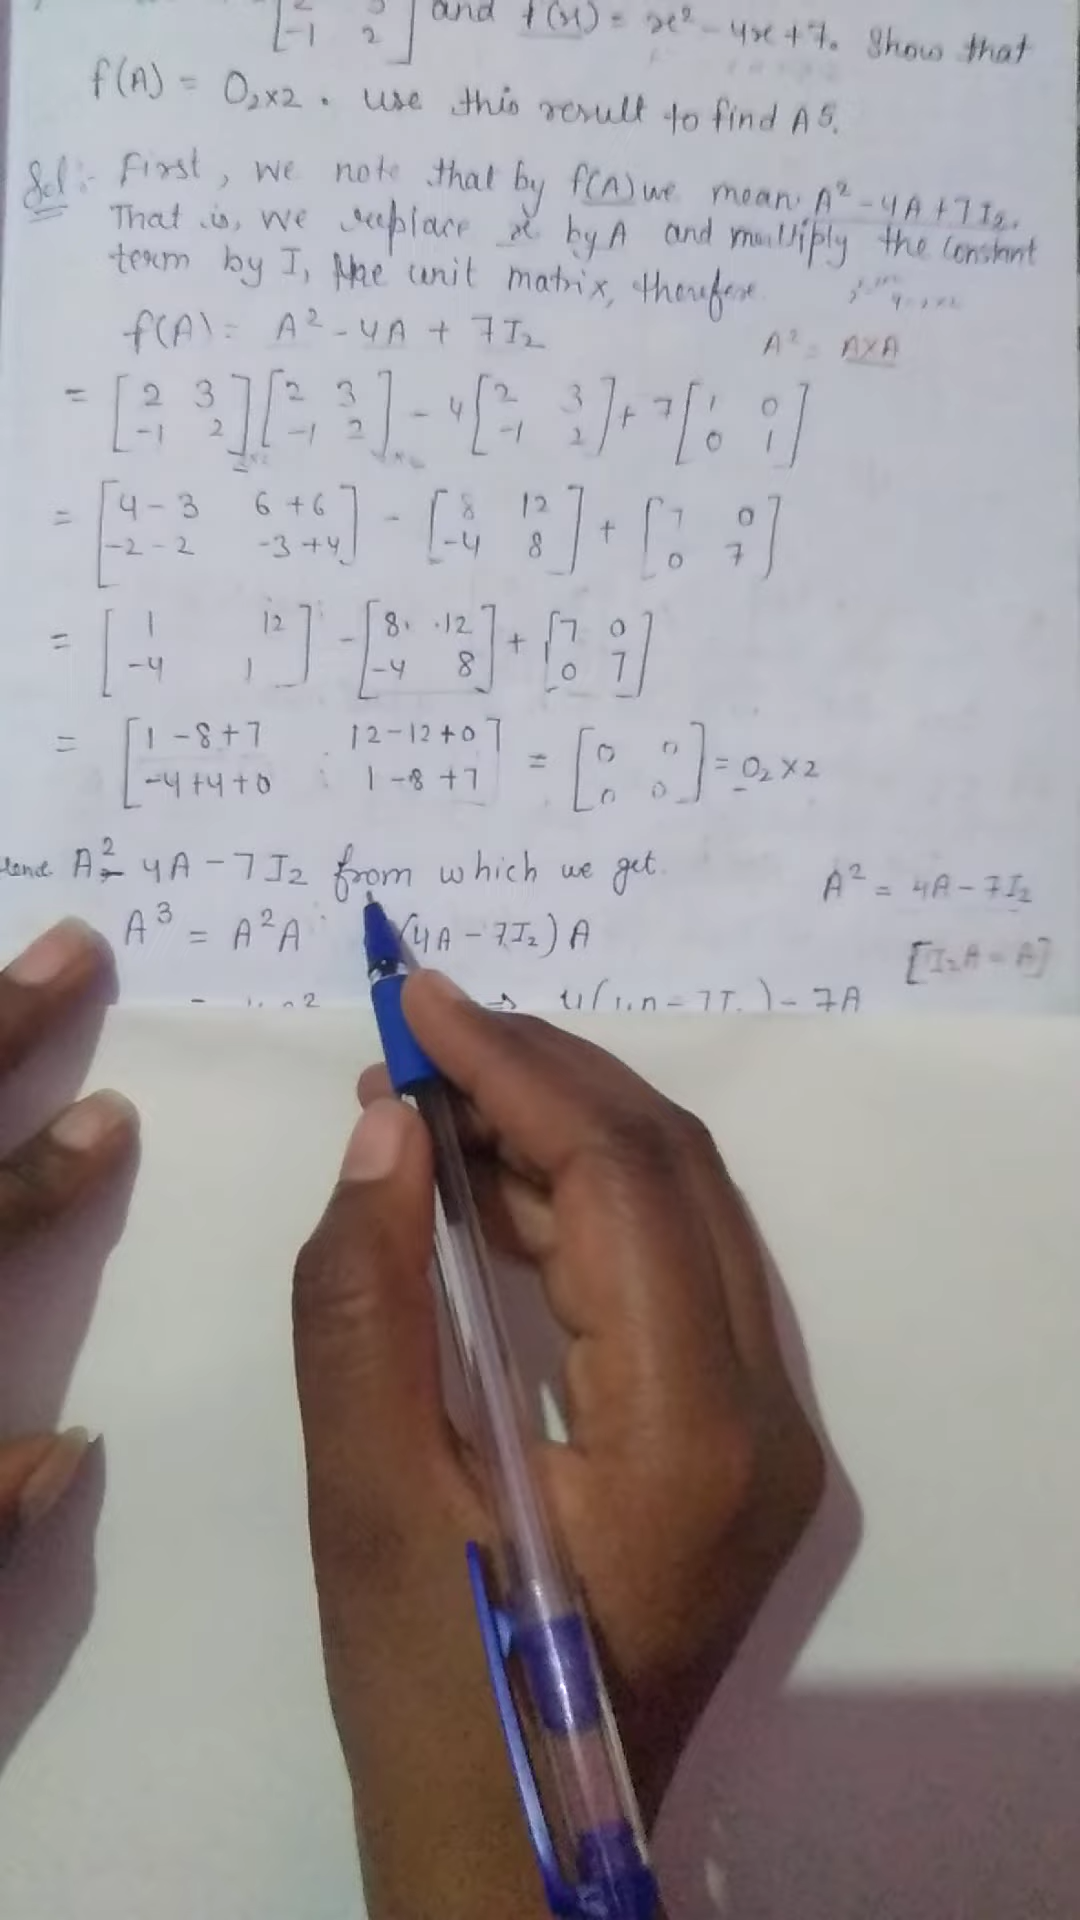 [2 3
-1 2] and f(x) = x² - 4x + 7. Show that
f(A) = O₂ₓ₂. Use this result to find A5.
Sol:- First, we note that by f(A) we mean A² - 4A + 7I₂.
That is, we replace x by A and multiply the constant
term by I, the unit matrix, therefore
f(A) = A² - 4A + 7I₂ A² = A×A
= [2 3 ] [2 3 ] - 4 [2 3 ] + 7 [1 0
-1 2] [-1 2] [-1 2] [0 1]
= [4-3 6+6 ] - [8 12 ] + [7 0
-2-2 -3+4] [-4 8] [0 7]
= [1 12 ] - [8 12 ] + [7 0
-4 1] [-4 8] [0 7]
= [1-8+7 12-12+0 ] = [0 0 ] = O₂×2
-4+4+0 1-8+7] [0 0]
A² = 4A - 7I₂ from which we get. A² = 4A - 7I₂
A³ = A²A (4A - 7I₂) A [I₂A = A]
- 7A